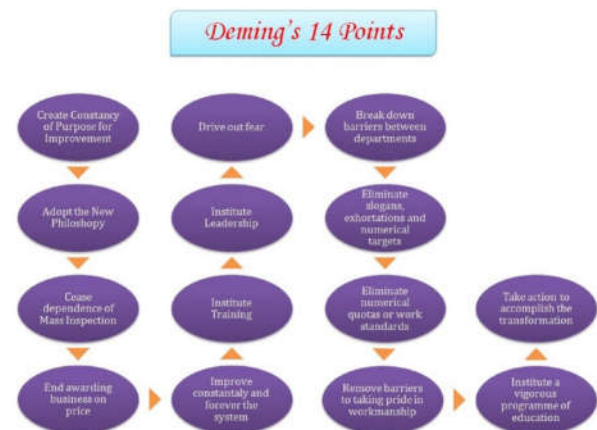 Deming's 14 Points
Create Constancy
of Purpose for
Improvement
Adopt the New
Philoshopy
Cease
dependence of
Mass Inspection
End awarding
business on
price
Improve
constantaly and
forover the
system
Institute
Training
Institute
Leadership
Drive out fear
Break down
barriers between
departments
Eliminate
slogans,
exhortations and
numerical
targets
Eliminate
numerical
quotas or work
standards
Remove barriers
to taking pride in
workmanship
Institute a
vigorous
programme of
education
Take action to
accomplish the
transformation